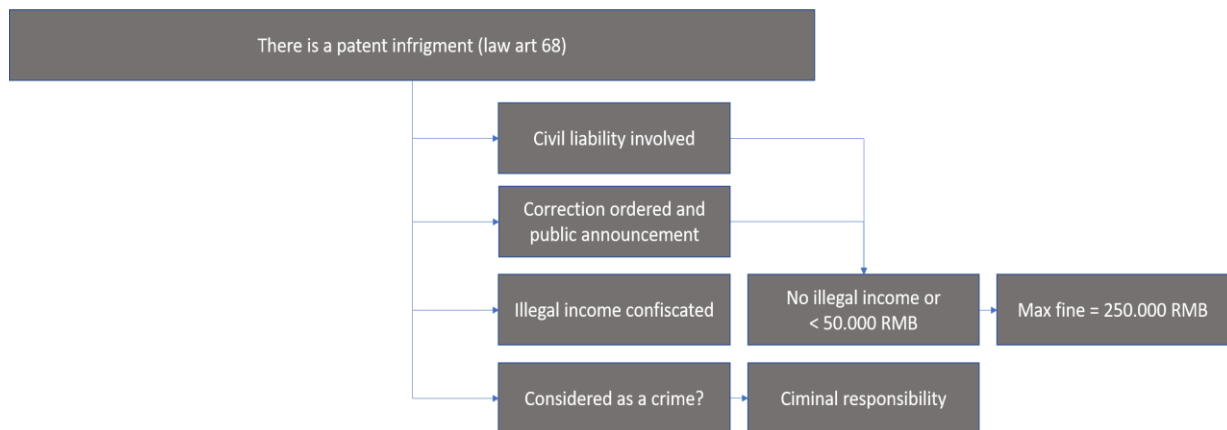 There is a patent infrigment (law art 68)
Civil liability involved
Correction ordered and
public announcement
Illegal income confiscated
No illegal income or
< 50.000 RMB
Max fine = 250.000 RMB
Considered as a crime?
Ciminal responsibility